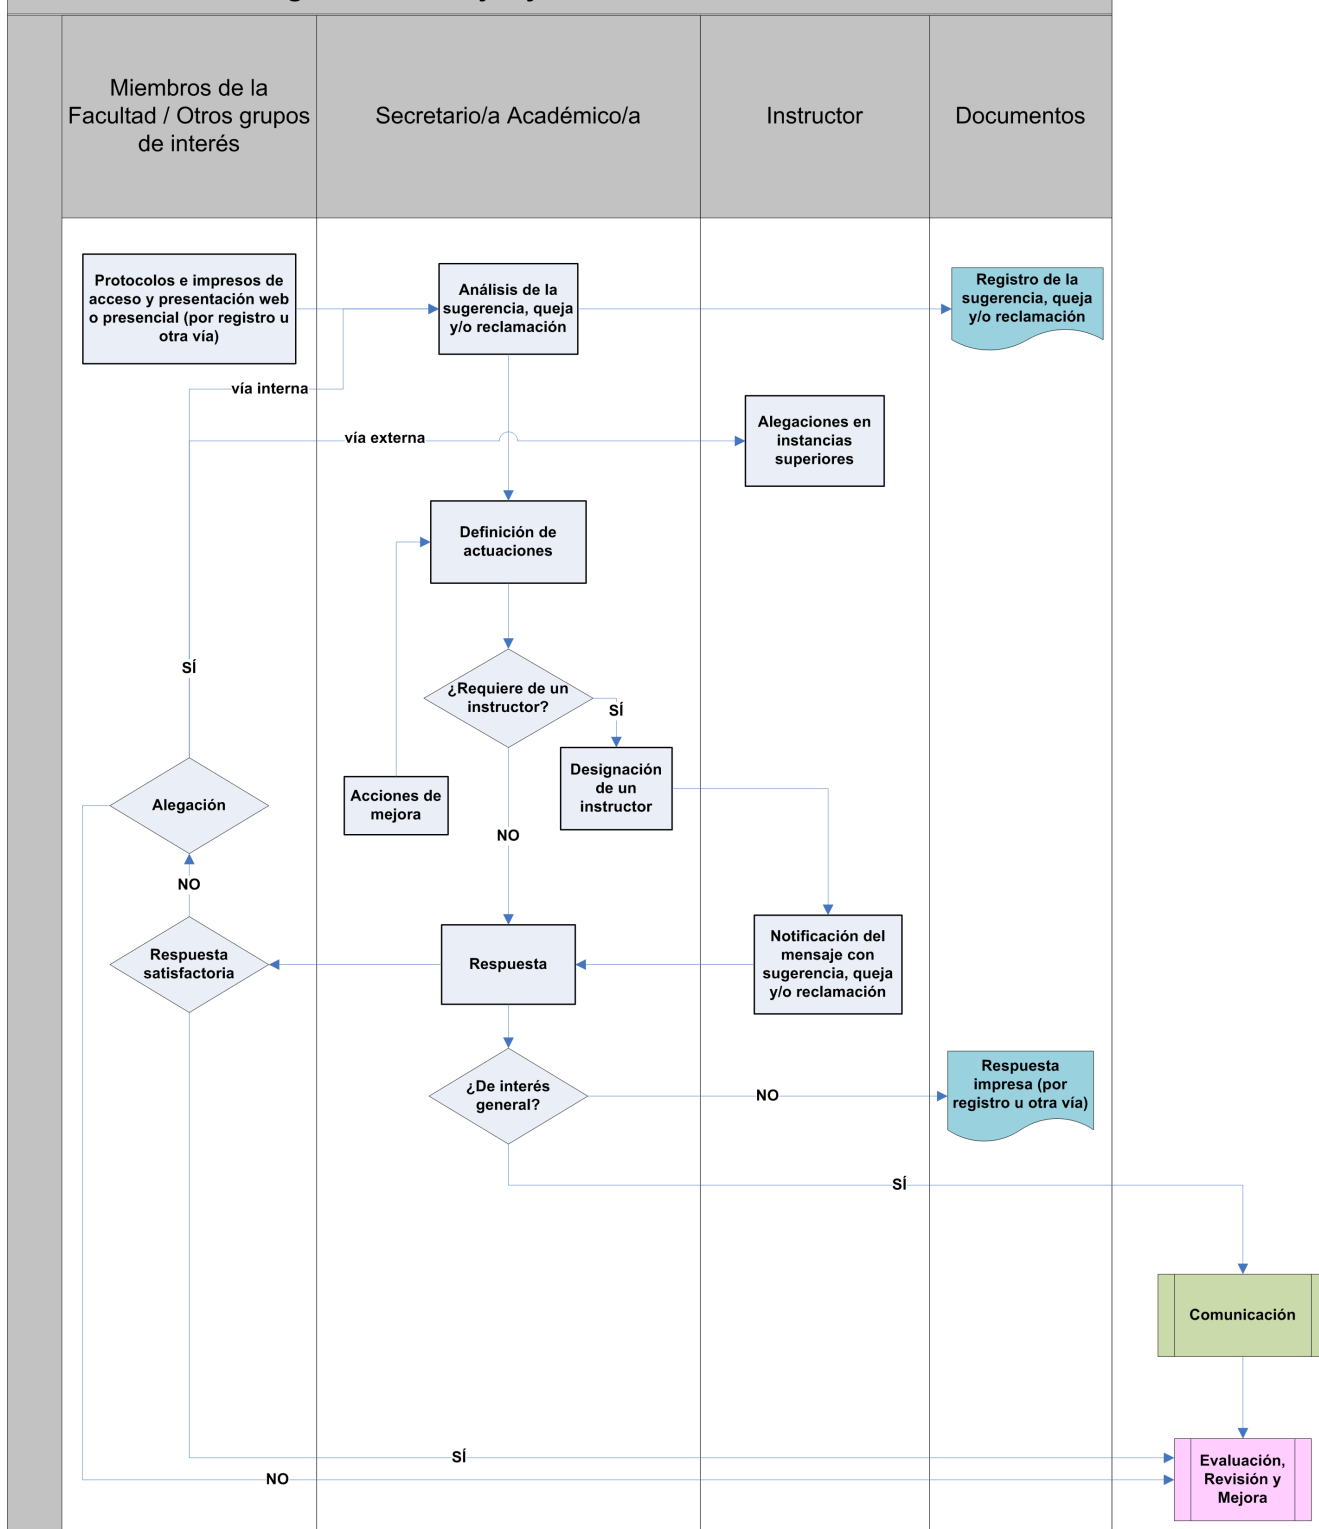 Miembros de la
Facultad / Otros grupos
de interés
Secretario/a Académico/a
Instructor
Documentos
Protocolos e impresos de
acceso y presentación web
o presencial (por registro u
otra vía)
Análisis de la
sugerencia, queja
y/o reclamación
Registro de la
sugerencia, queja
y/o reclamación
vía interna
vía externa
Alegaciones en
instancias
superiores
Definición de
actuaciones
SÍ
¿Requiere de un
instructor?
SÍ
Designación
de un
instructor
Acciones de
mejora
Alegación
NO
NO
Respuesta
satisfactoria
Respuesta
Notificación del
mensaje con
sugerencia, queja
y/o reclamación
¿De interés
general?
NO
Respuesta
impresa (por
registro u otra vía)
SÍ
Comunicación
SÍ
NO
Evaluación,
Revisión y
Mejora